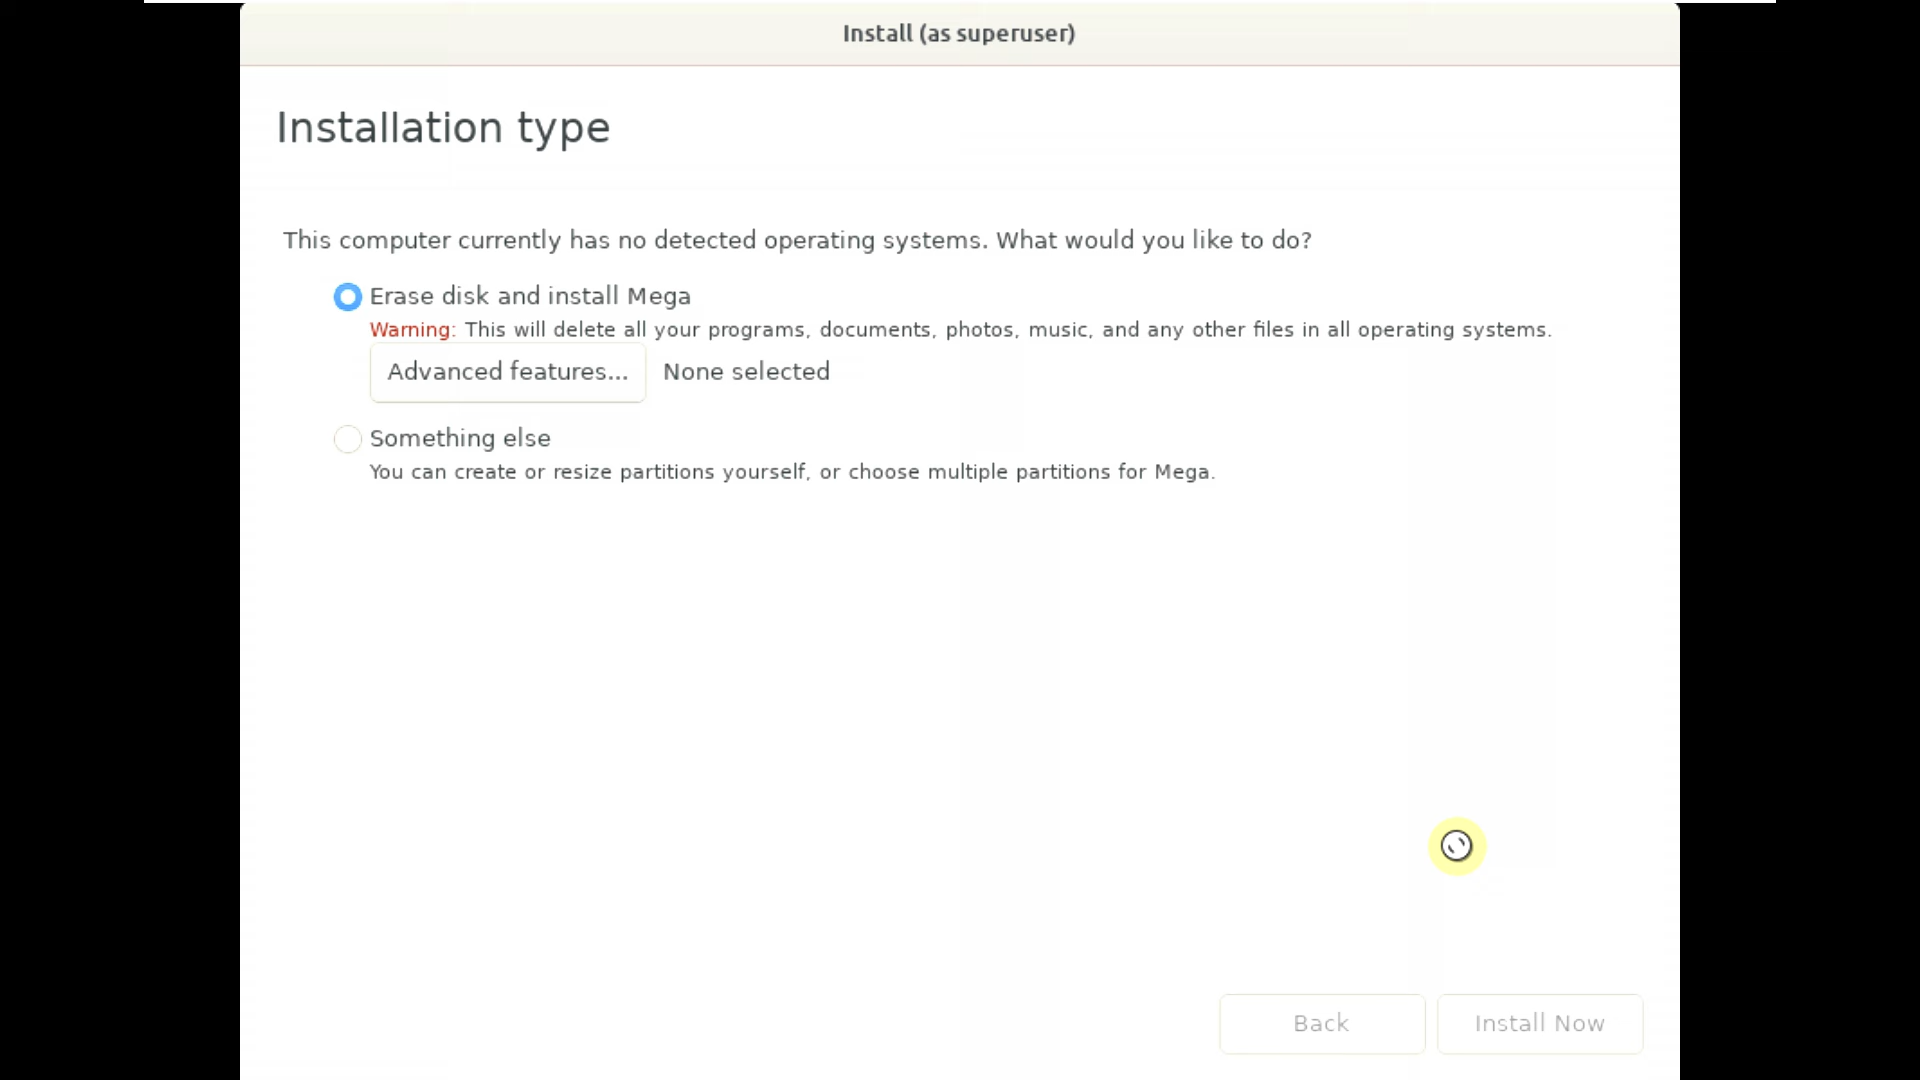 Install (as superuser)
Installation type
This computer currently has no detected operating systems. What would you like to do?
Erase disk and install Mega
Warning: This will delete all your programs, documents, photos, music, and any other files in all operating systems.
Advanced features... None selected
Something else
You can create or resize partitions yourself, or choose multiple partitions for Mega.
Back Install Now